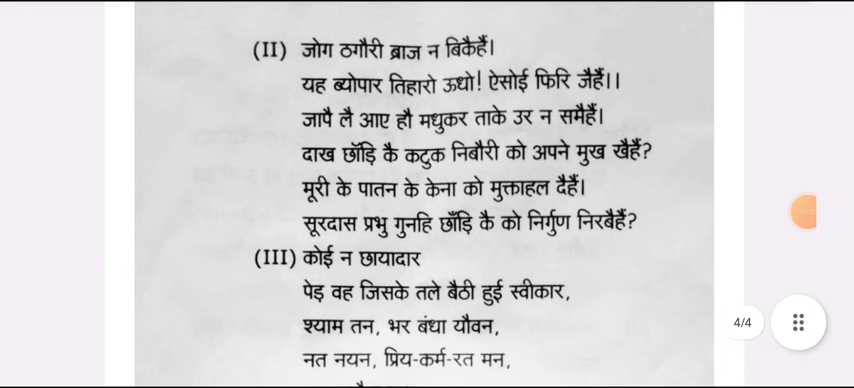 (II) जोग ठगौरी ब्राज न बिकैहैं।
यह ब्योपार तिहारो ऊधो! ऐसोई फिरि जैहैं।।
जापै लै आए हौ मधुकर ताके उर न समैहैं।
दाख छाँड़ि कै कटुक निबौरी को अपने मुख खैहैं?
मूरी के पातन के केना को मुक्ताहल दैहैं।
सूरदास प्रभु गुनहि छाँड़ि कै को निर्गुण निरबैहैं?
(III) कोई न छायादार
पेड़ वह जिसके तले बैठी हुई स्वीकार,
श्याम तन, भर बंधा यौवन,
4/4
नत नयन, प्रिय-कर्म-रत मन,